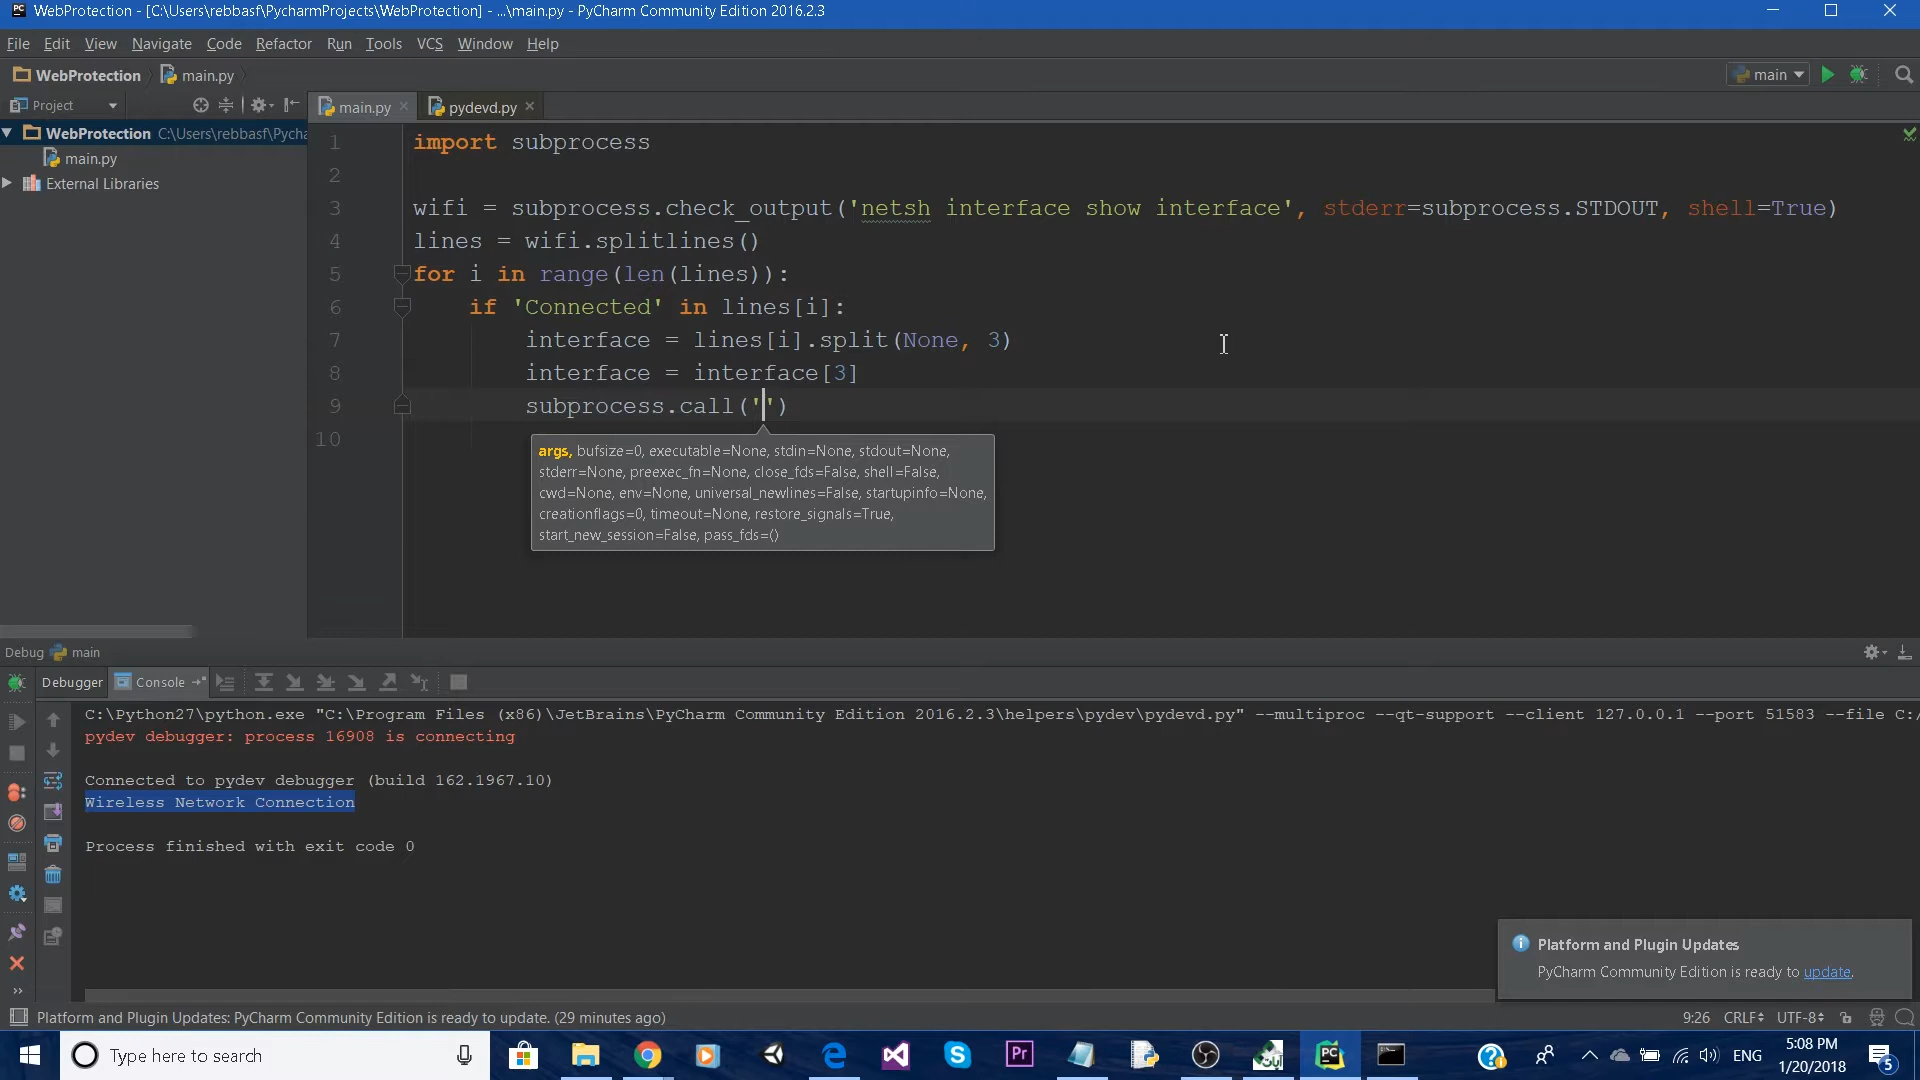 PC WebProtection - [C:\Users\rebbasf\PycharmProjects\WebProtection] - ...\main.py - PyCharm Community Edition 2016.2.3
File Edit View Navigate Code Refactor Run Tools VCS Window Help
WebProtection main.py main
Project main.py pydevd.py
WebProtection C:\Users\rebbasf\Pycha
main.py
External Libraries
1 import subprocess
2
3 wifi = subprocess.check_output('netsh interface show interface', stderr=subprocess.STDOUT, shell=True)
4 lines = wifi.splitlines()
5 for i in range(len(lines)):
6 if 'Connected' in lines[i]:
7 interface = lines[i].split(None, 3)
8 interface = interface[3]
9 subprocess.call('')
10
args, bufsize=0, executable=None, stdin=None, stdout=None,
stderr=None, preexec_fn=None, close_fds=False, shell=False,
cwd=None, env=None, universal_newlines=False, startupinfo=None,
creationflags=0, timeout=None, restore_signals=True,
start_new_session=False, pass_fds=()
Debug main
Debugger Console
C:\Python27\python.exe "C:\Program Files (x86)\JetBrains\PyCharm Community Edition 2016.2.3\helpers\pydev\pydevd.py" --multiproc --qt-support --client 127.0.0.1 --port 51583 --file C:/
pydev debugger: process 16908 is connecting
Connected to pydev debugger (build 162.1967.10)
Wireless Network Connection
Process finished with exit code 0
Platform and Plugin Updates
PyCharm Community Edition is ready to update.
Platform and Plugin Updates: PyCharm Community Edition is ready to update. (29 minutes ago)
9:26 CRLF UTF-8
Type here to search
Pr
PC
ENG
5:08 PM
1/20/2018
5